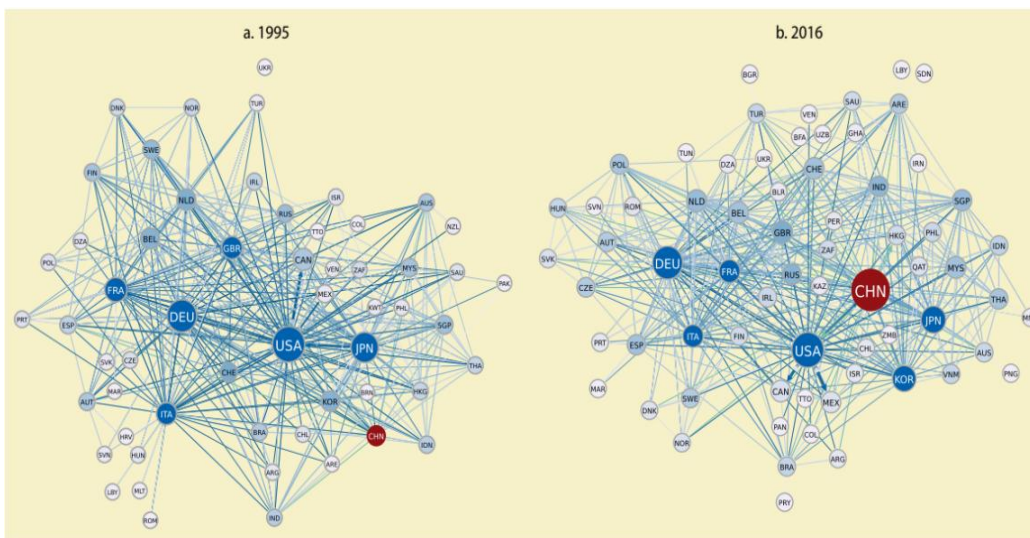 a. 1995
UKR
DNK
NOR
TUR
SWE
FIN
NLD
IRL
ISR
RUS
AUS
TTO
COL
NZL
DZA
BEL
GBR
CAN
POL
VEN
ZAF
MYS
SAU
FRA
MEX
PAK
KWT
PHL
PRT
ESP
DEU
SGP
USA
JPN
SVK
CZE
CHE
THA
MAR
BRN
HKG
AUT
ITA
KOR
HRV
BRA
CHL
CHN
IDN
SVN
HUN
ARG
ARE
LBY
MLT
IND
ROM
b. 2016
BGR
LBY
SDN
TUR
VEN
SAU
ARE
BFA
UZB
GHA
POL
TUN
DZA
UKR
CHE
IRN
BLR
IND
HUN
SVN
ROM
NLD
BEL
SGP
PER
AUT
GBR
ZAF
HKG
PHL
IDN
SVK
DEU
FRA
RUS
QAT
MYS
CZE
KAZ
CHN
IRL
THA
JPN
PRT
ESP
ITA
FIN
ZMB
USA
CHL
AUS
ISR
KOR
VNM
PNG
MAR
CAN
MEX
DNK
SWE
TTO
NOR
PAN
COL
BRA
ARG
PRY